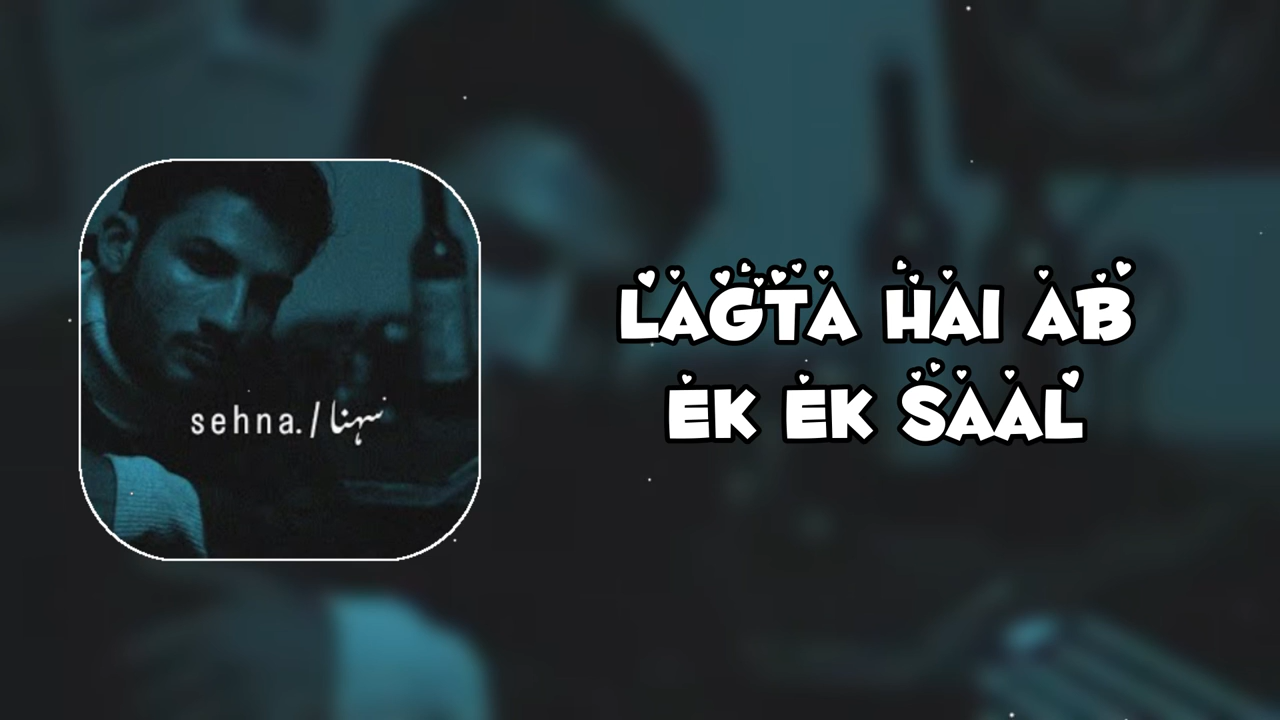 sehna. / سہنا
LAGTA HAI AB
EK EK SAAL